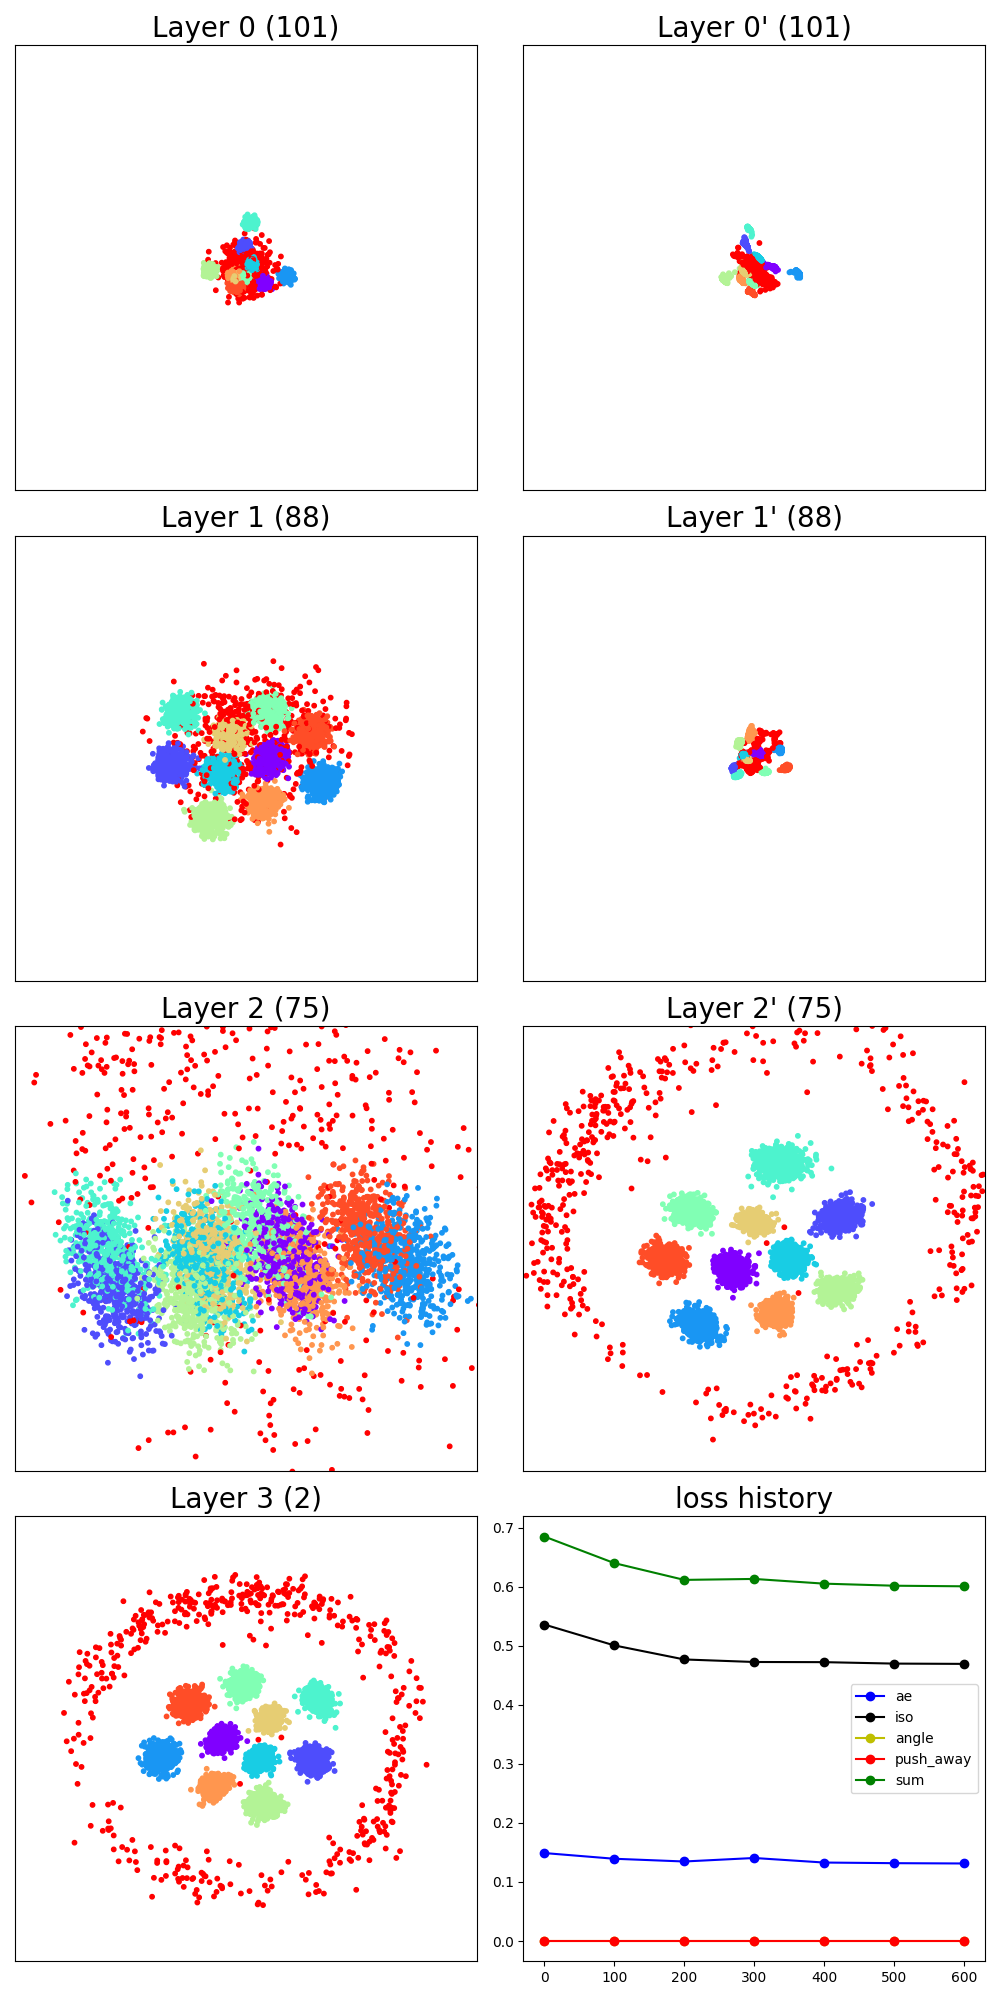 Layer 0 (101)
Layer 0' (101)
Layer 1 (88)
Layer 1' (88)
Layer 2 (75)
Layer 2' (75)
Layer 3 (2)
loss history
0.7
0.6
0.5
0.4
0.3
0.2
0.1
0.0
ae
iso
angle
push_away
sum
0 100 200 300 400 500 600